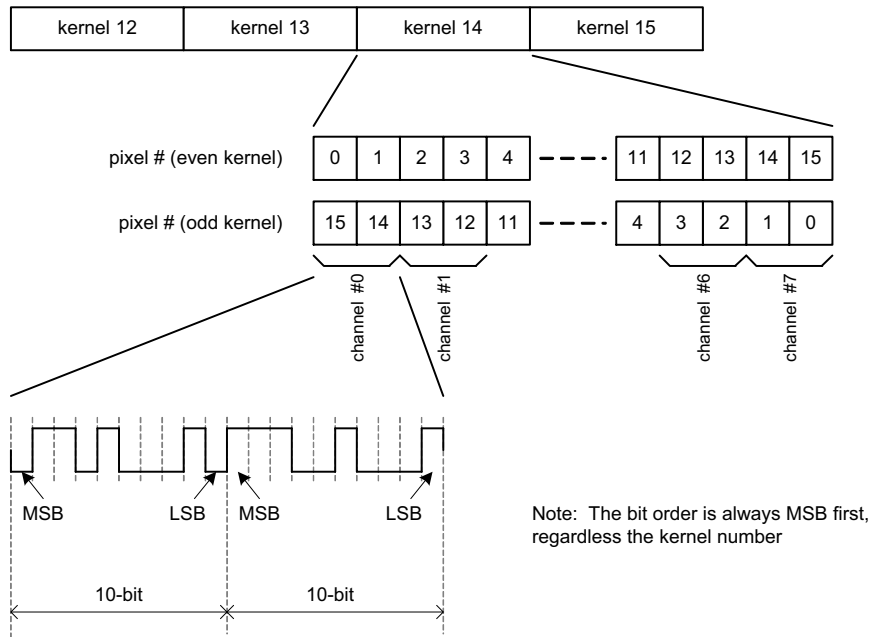 kernel 12 kernel 13 kernel 14 kernel 15
pixel # (even kernel) 0 1 2 3 4 11 12 13 14 15
pixel # (odd kernel) 15 14 13 12 11 4 3 2 1 0
channel #0 channel #1 channel #6 channel #7
MSB LSB MSB LSB
Note: The bit order is always MSB first,
regardless the kernel number
10-bit 10-bit